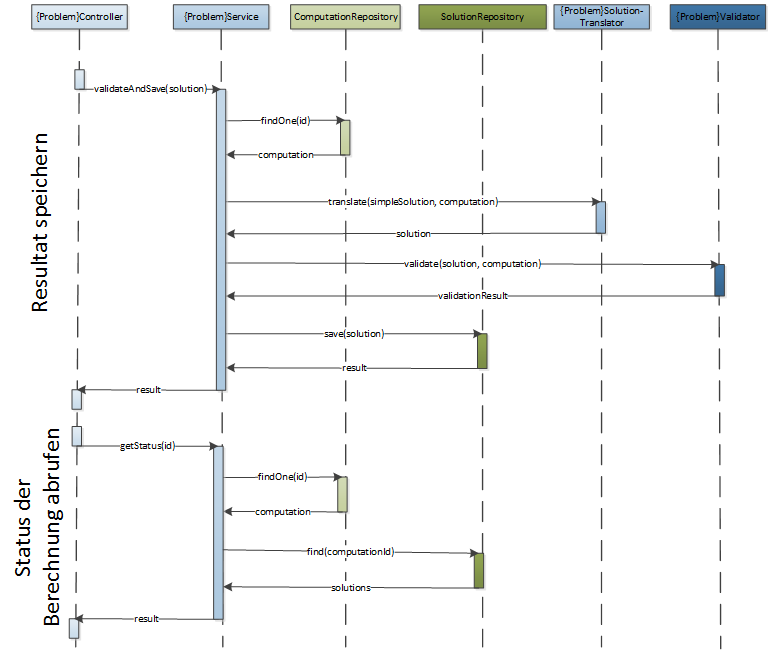 {Problem}Controller
{Problem}Service
ComputationRepository
SolutionRepository
{Problem}Solution-
Translator
{Problem}Validator
Resultat speichern
validateAndSave(solution)
findOne(id)
computation
translate(simpleSolution, computation)
solution
validate(solution, computation)
validationResult
save(solution)
result
result
Status der
Berechnung abrufen
getStatus(id)
findOne(id)
computation
find(computationId)
solutions
result